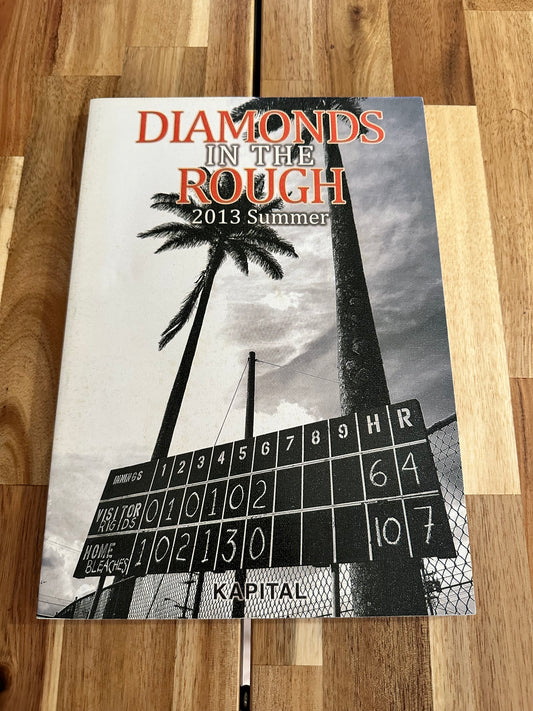 DIAMONDS
IN THE
ROUGH
2013 Summer
INNINGS 1 2 3 4 5 6 7 8 9 H R
VISITOR 0 1 0 1 0 2 6 4
RIGIDS
HOME 1 0 2 1 3 0 10 7
BLEACHES
KAPITAL